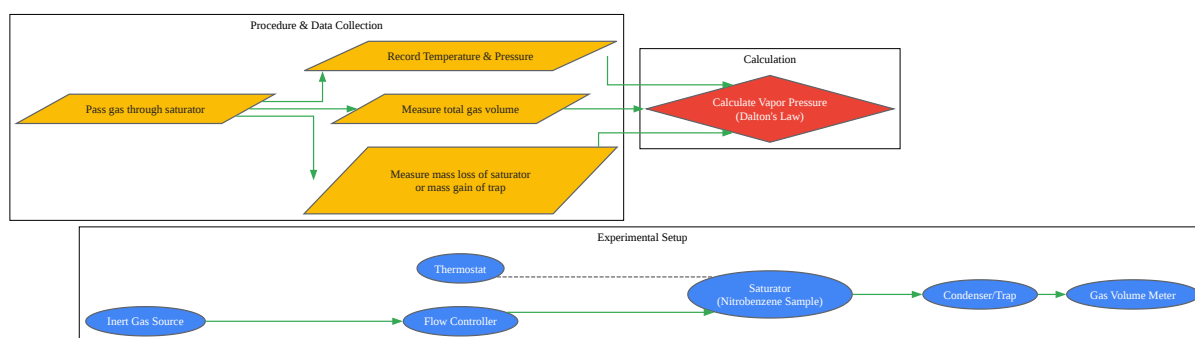 Procedure & Data Collection
Record Temperature & Pressure
Pass gas through saturator
Measure total gas volume
Measure mass loss of saturator
or mass gain of trap
Calculation
Calculate Vapor Pressure
(Dalton's Law)
Experimental Setup
Thermostat
Inert Gas Source
Flow Controller
Saturator
(Nitrobenzene Sample)
Condenser/Trap
Gas Volume Meter